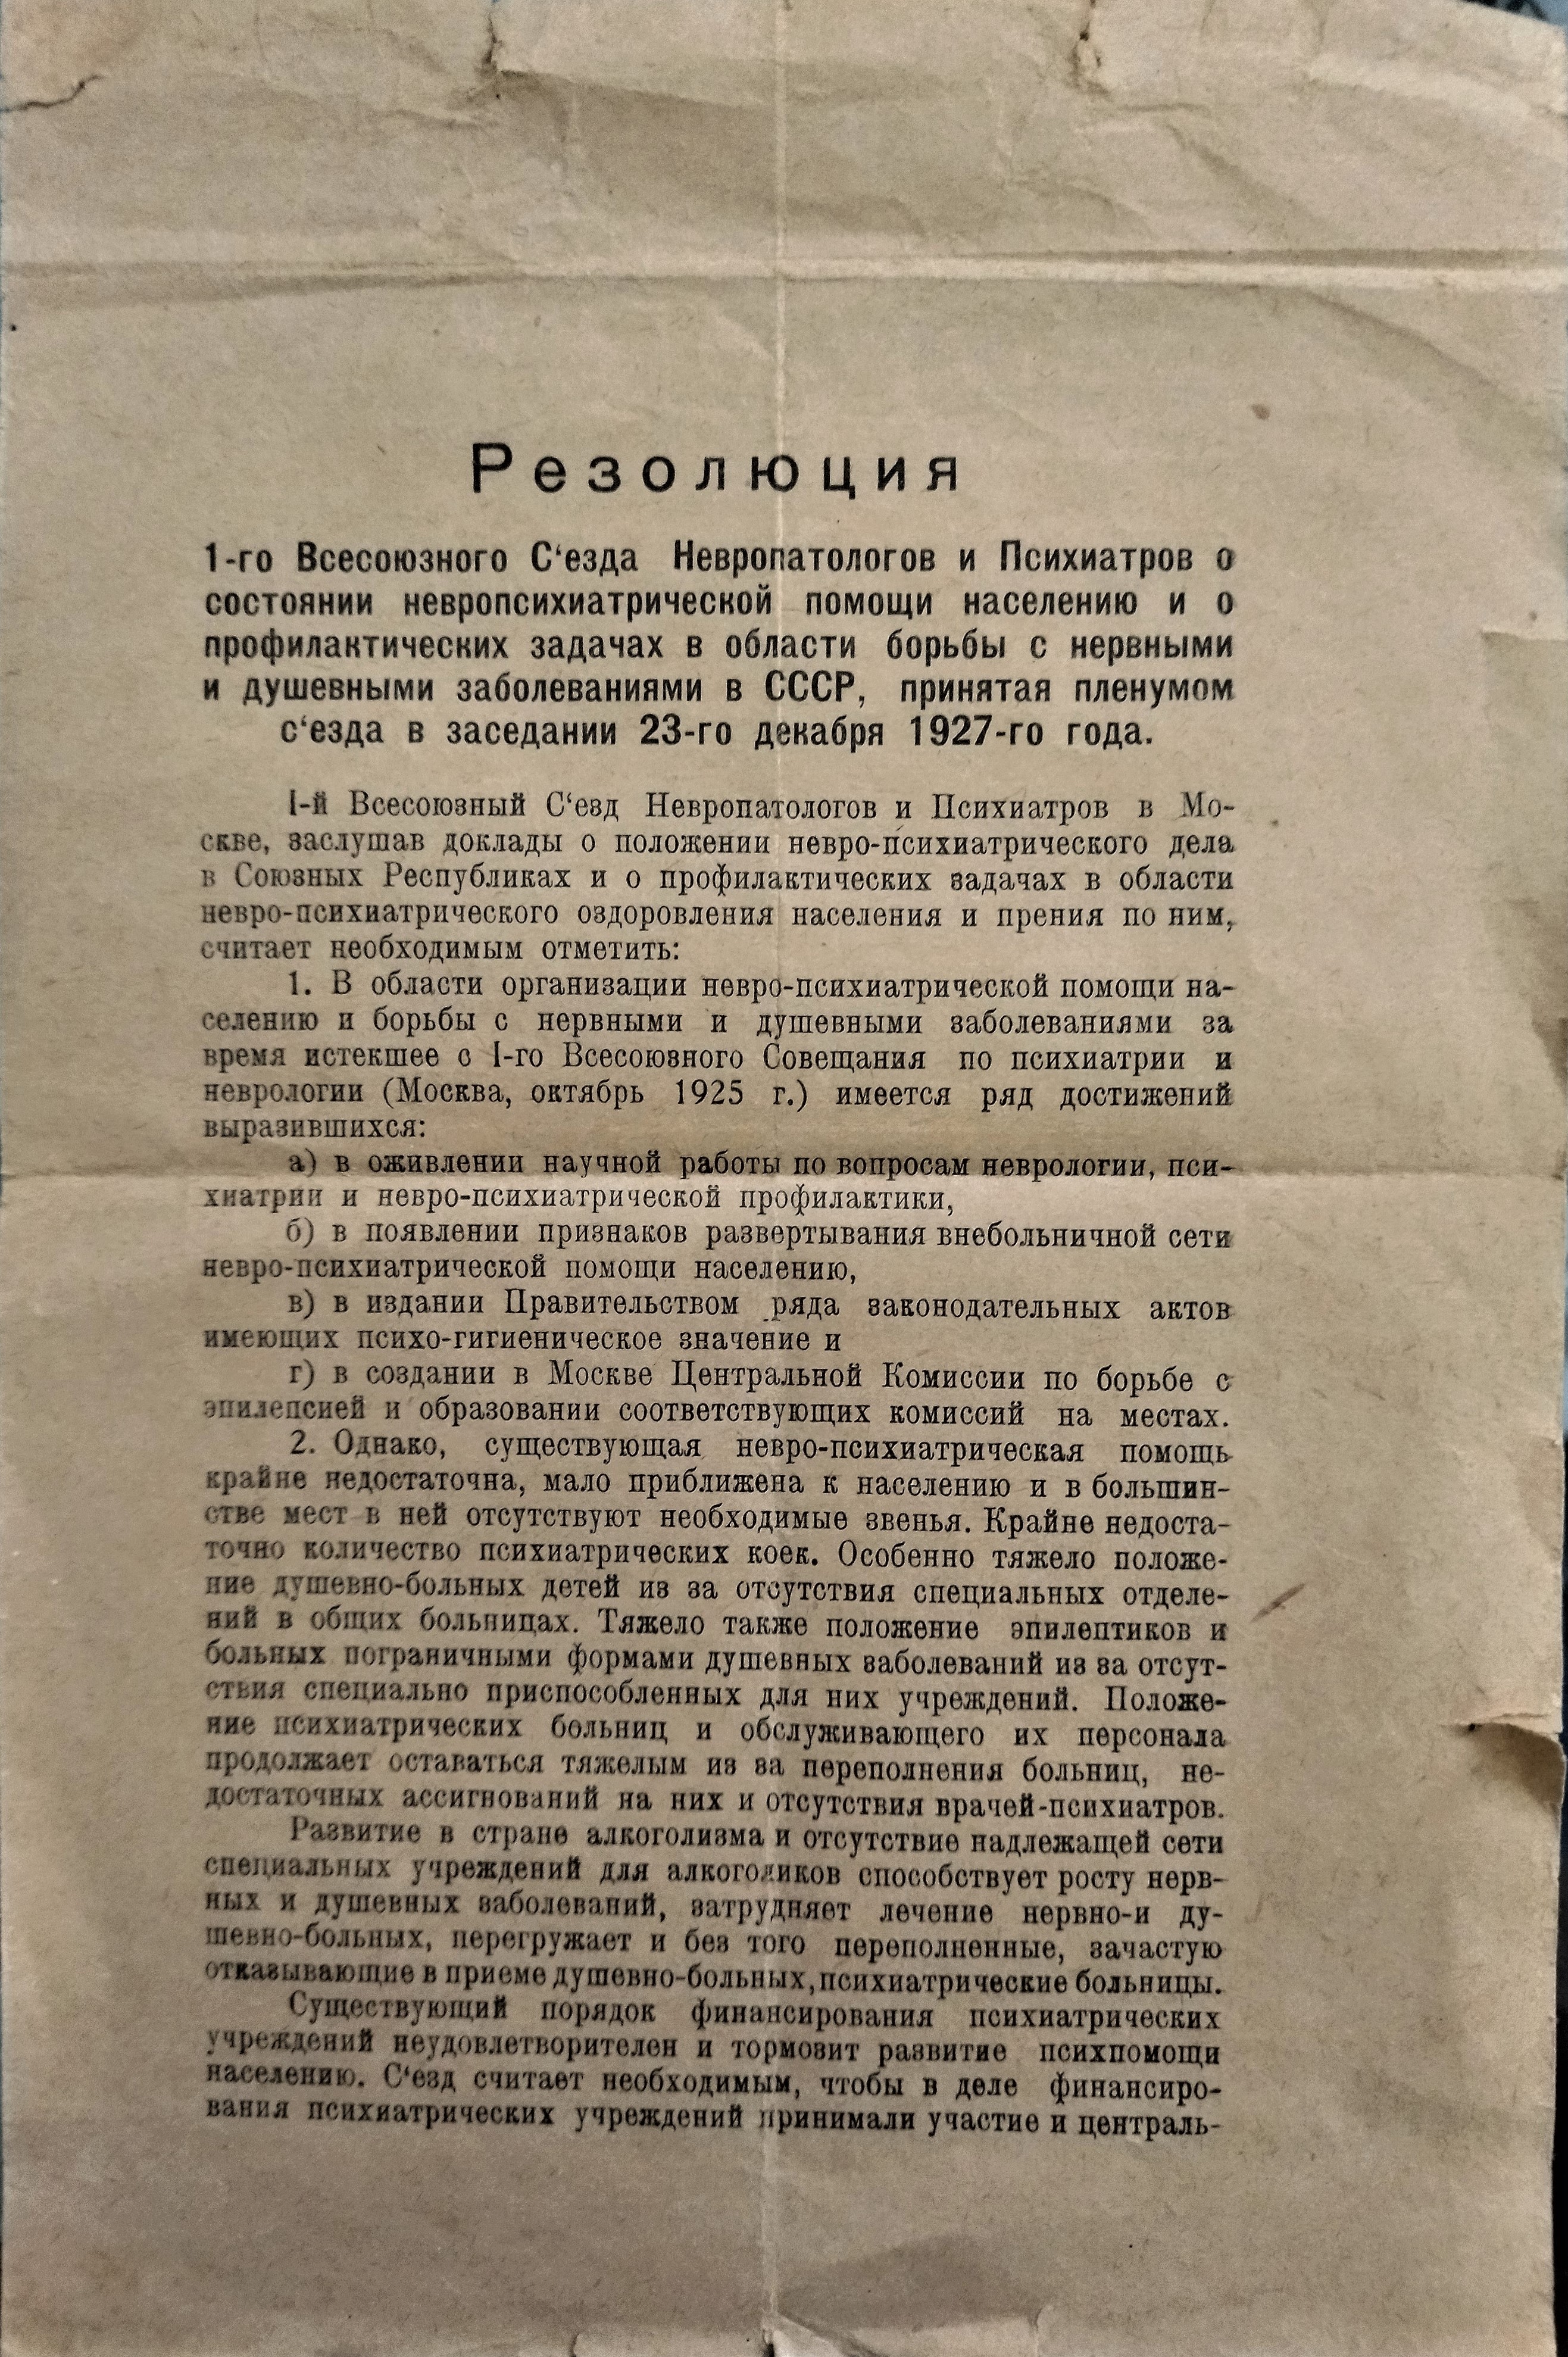 Резолюция
1-го Всесоюзного С‘езда Невропатологов и Психиатров о
состоянии невропсихиатрической помощи населению и о
профилактических задачах в области борьбы с нервными
и душевными заболеваниями в СССР, принятая пленумом
с‘езда в заседании 23-го декабря 1927-го года.
I-й Всесоюзный С‘езд Невропатологов и Психиатров в Мо-
скве, заслушав доклады о положении невро-психиатрического дела
в Союзных Республиках и о профилактических задачах в области
невро-психиатрического оздоровления населения и прения по ним,
считает необходимым отметить:
1. В области организации невро-психиатрической помощи на-
селению и борьбы с нервными и душевными заболеваниями за
время истекшее с I-го Всесоюзного Совещания по психиатрии и
неврологии (Москва, октябрь 1925 г.) имеется ряд достижений
выразившихся:
а) в оживлении научной работы по вопросам неврологии, пси-
хиатрии и невро-психиатрической профилактики,
б) в появлении признаков развертывания внебольничной сети
невро-психиатрической помощи населению,
в) в издании Правительством ряда законодательных актов
имеющих психо-гигиеническое значение и
г) в создании в Москве Центральной Комиссии по борьбе с
эпилепсией и образовании соответствующих комиссий на местах.
2. Однако, существующая невро-психиатрическая помощь
крайне недостаточна, мало приближена к населению и в большин-
стве мест в ней отсутствуют необходимые звенья. Крайне недоста-
точно количество психиатрических коек. Особенно тяжело положе-
ние душевно-больных детей из за отсутствия специальных отделе-
ний в общих больницах. Тяжело также положение эпилептиков и
больных пограничными формами душевных заболеваний из за отсут-
ствия специально приспособленных для них учреждений. Положе-
ние психиатрических больниц и обслуживающего их персонала
продолжает оставаться тяжелым из за переполнения больниц, не-
достаточных ассигнований на них и отсутствия врачей-психиатров.
Развитие в стране алкоголизма и отсутствие надлежащей сети
специальных учреждений для алкоголиков способствует росту нерв-
ных и душевных заболеваний, затрудняет лечение нервно-и ду-
шевно-больных, перегружает и без того переполненные, зачастую
отказывающие в приеме душевно-больных, психиатрические больницы.
Существующий порядок финансирования психиатрических
учреждений неудовлетворителен и тормозит развитие психпомощи
населению. С‘езд считает необходимым, чтобы в деле финансиро-
вания психиатрических учреждений принимали участие и централь-